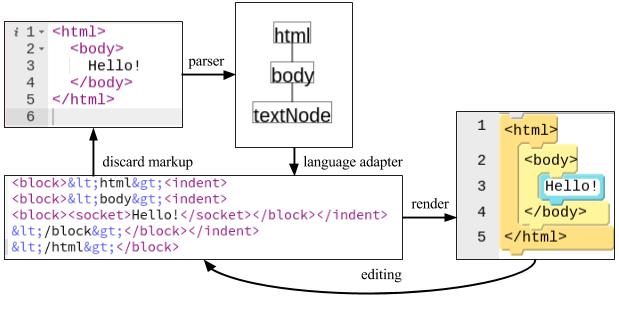 i 1 <html>
2 <body>
3 Hello!
4 </body>
5 </html>
6
parser
html
body
textNode
discard markup
language adapter
<block>&lt;html&gt;<indent>
<block>&lt;body&gt;<indent>
<block><socket>Hello!</socket></block></indent>
&lt;/block&gt;</block></indent>
&lt;/html&gt;</block>
render
1 <html>
2 <body>
3 Hello!
4 </body>
5 </html>
editing